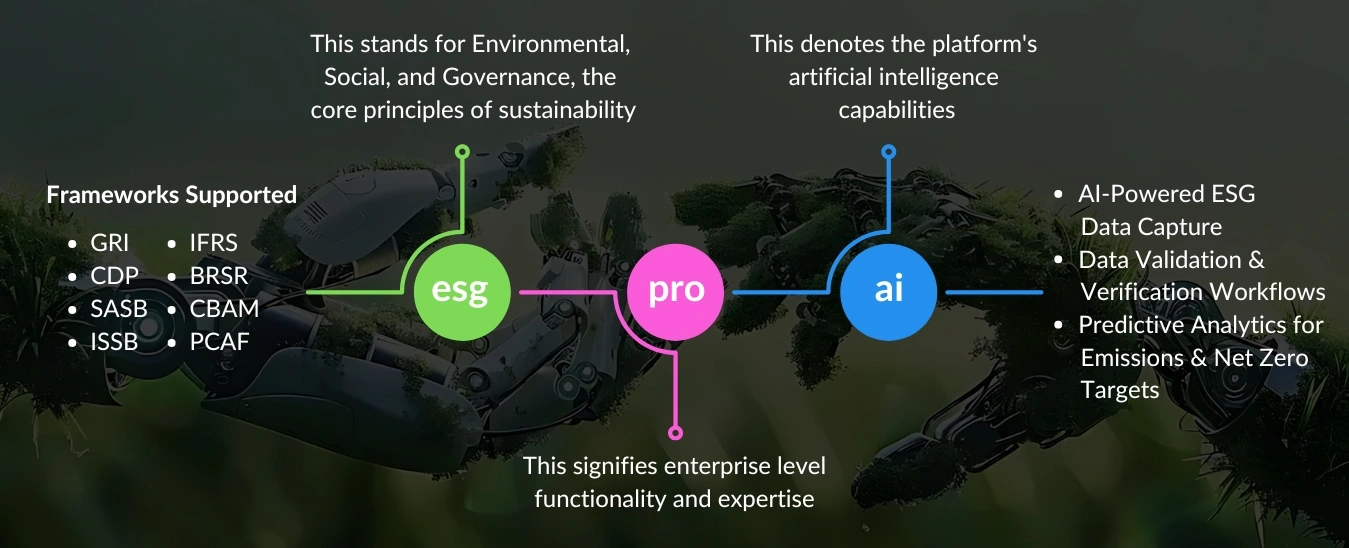 This stands for Environmental,
Social, and Governance, the
core principles of sustainability
This denotes the platform's
artificial intelligence
capabilities
Frameworks Supported
• GRI • IFRS
• CDP • BRSR
• SASB • CBAM
• ISSB • PCAF
esg pro ai
• AI-Powered ESG
Data Capture
• Data Validation &
Verification Workflows
• Predictive Analytics for
Emissions & Net Zero
Targets
This signifies enterprise level
functionality and expertise